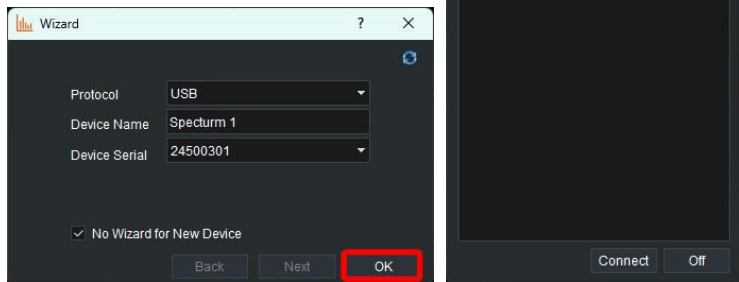 Wizard ? ×
Protocol USB
Device Name Specturm 1
Device Serial 24500301
No Wizard for New Device
Back Next OK
Connect Off